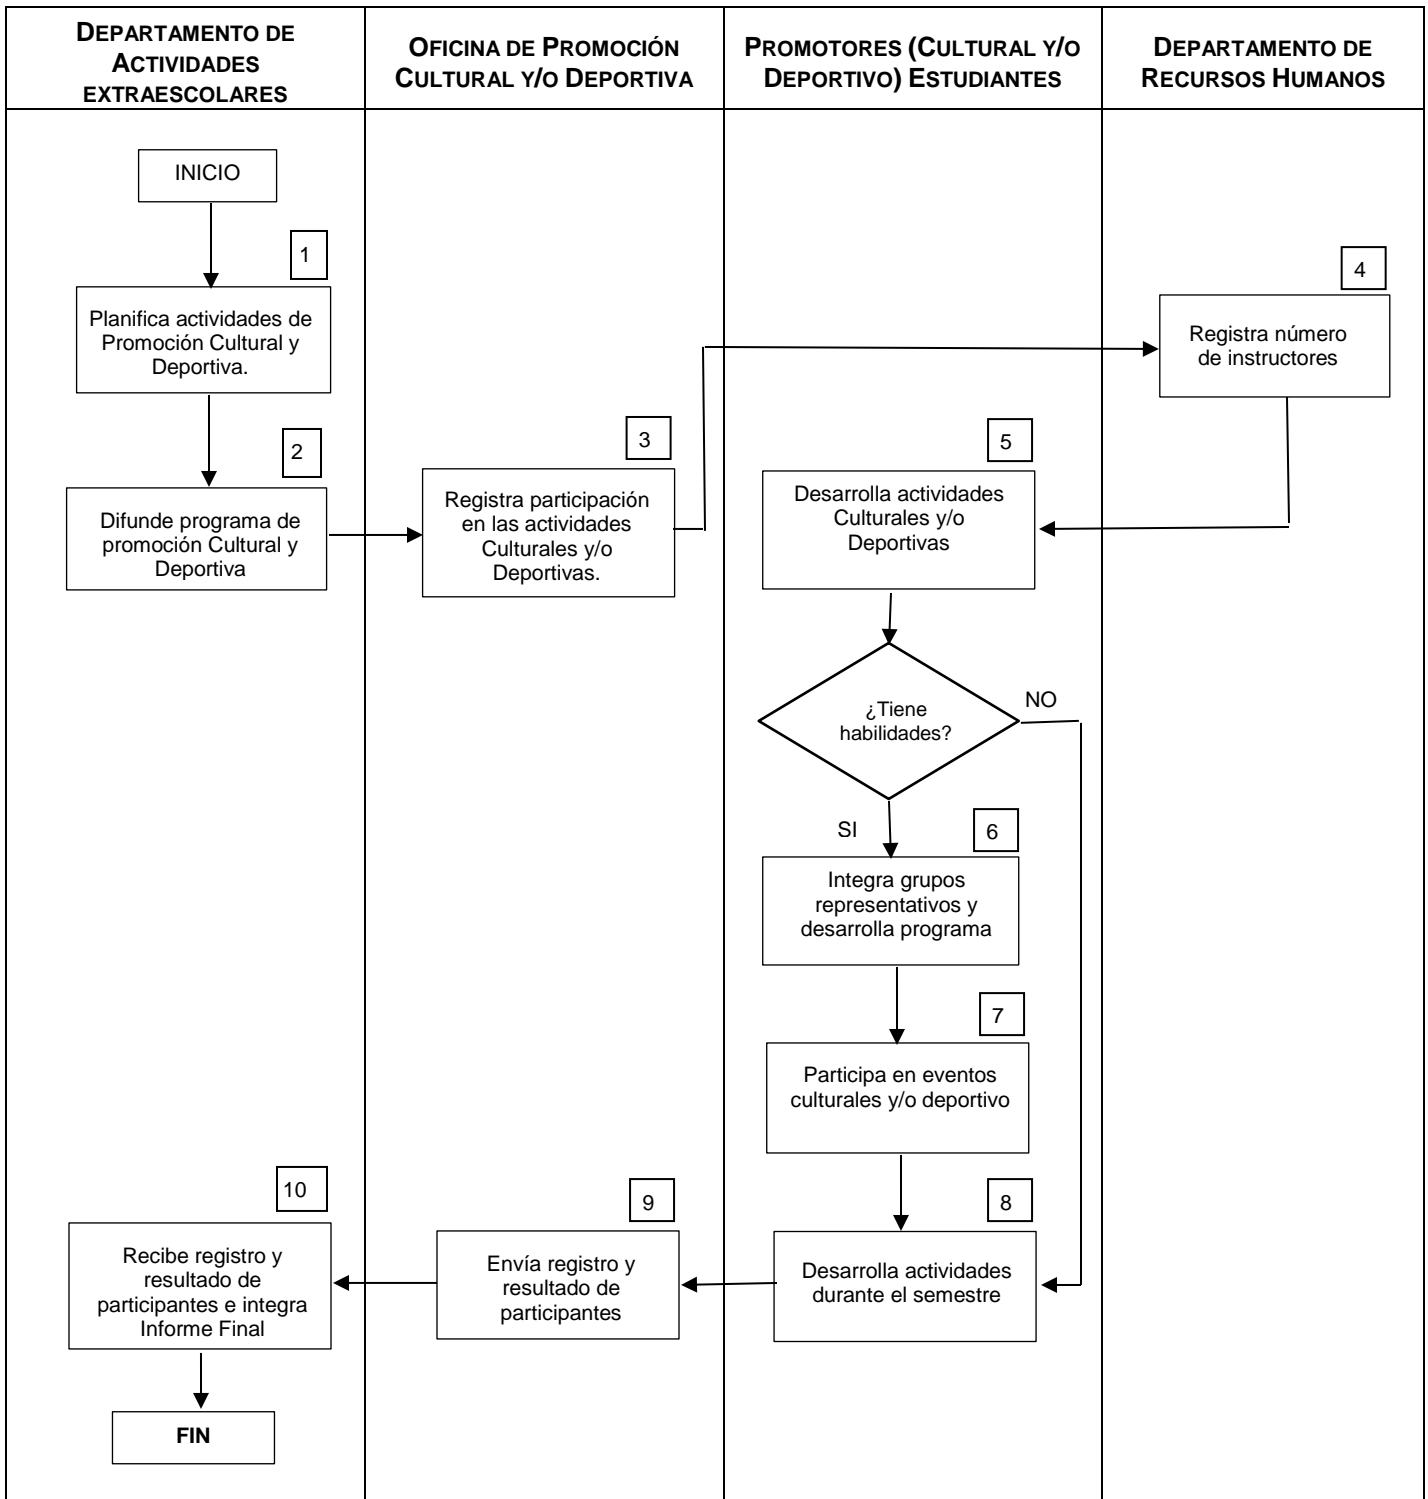 DEPARTAMENTO DE
ACTIVIDADES
EXTRAESCOLARES
OFICINA DE PROMOCIÓN
CULTURAL Y/O DEPORTIVA
PROMOTORES (CULTURAL Y/O
DEPORTIVO) ESTUDIANTES
DEPARTAMENTO DE
RECURSOS HUMANOS
INICIO
1
Planifica actividades de
Promoción Cultural y
Deportiva.
2
Difunde programa de
promoción Cultural y
Deportiva
3
Registra participación
en las actividades
Culturales y/o
Deportivas.
4
Registra número
de instructores
5
Desarrolla actividades
Culturales y/o
Deportivas
¿Tiene
habilidades?
NO
SI
6
Integra grupos
representativos y
desarrolla programa
7
Participa en eventos
culturales y/o deportivo
8
Desarrolla actividades
durante el semestre
9
Envía registro y
resultado de
participantes
10
Recibe registro y
resultado de
participantes e integra
Informe Final
FIN